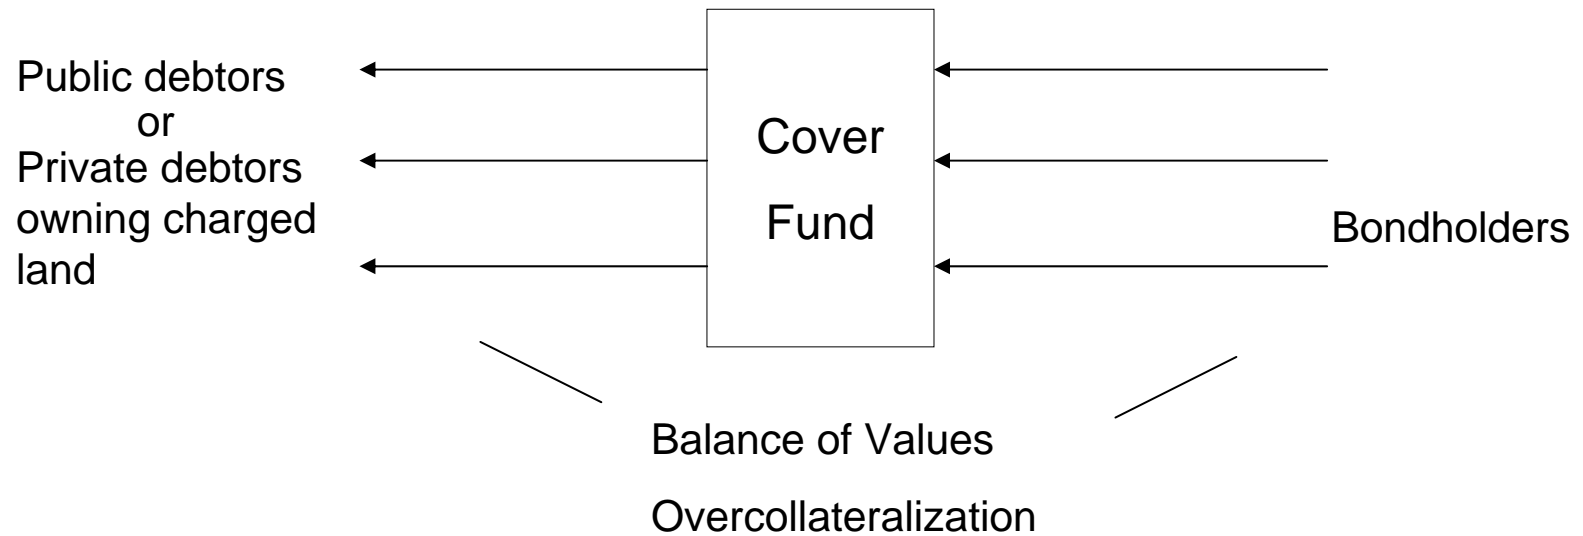 Public debtors
or
Private debtors
owning charged
land
Cover
Fund
Bondholders
Balance of Values
Overcollateralization